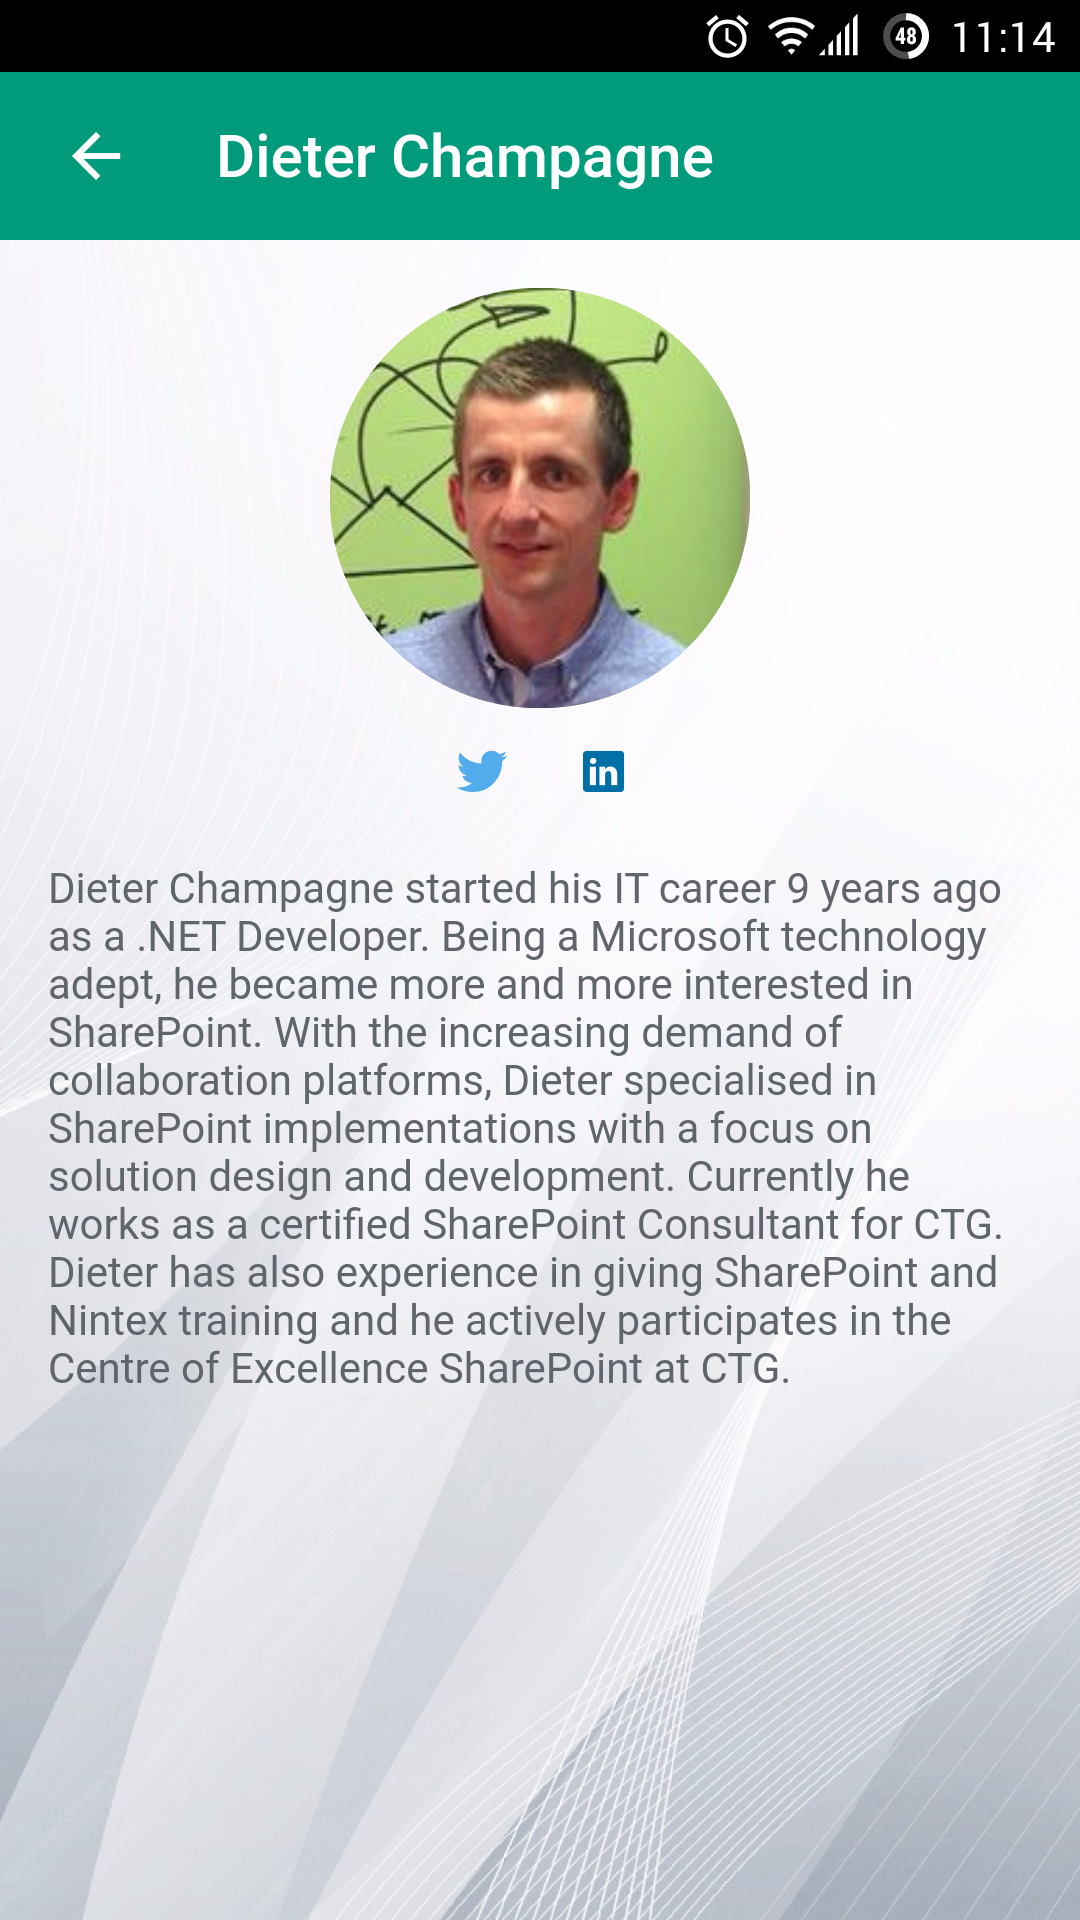 48 11:14
Dieter Champagne
in
Dieter Champagne started his IT career 9 years ago
as a .NET Developer. Being a Microsoft technology
adept, he became more and more interested in
SharePoint. With the increasing demand of
collaboration platforms, Dieter specialised in
SharePoint implementations with a focus on
solution design and development. Currently he
works as a certified SharePoint Consultant for CTG.
Dieter has also experience in giving SharePoint and
Nintex training and he actively participates in the
Centre of Excellence SharePoint at CTG.